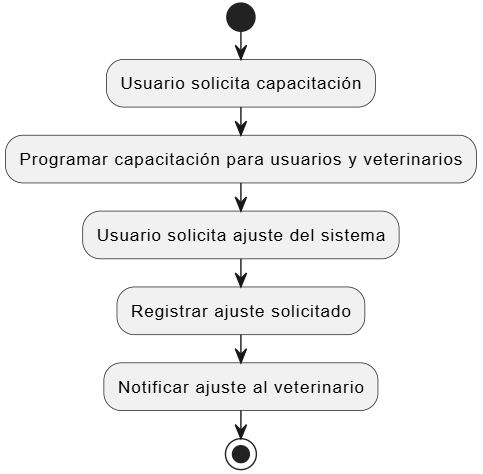 Usuario solicita capacitación
Programar capacitación para usuarios y veterinarios
Usuario solicita ajuste del sistema
Registrar ajuste solicitado
Notificar ajuste al veterinario